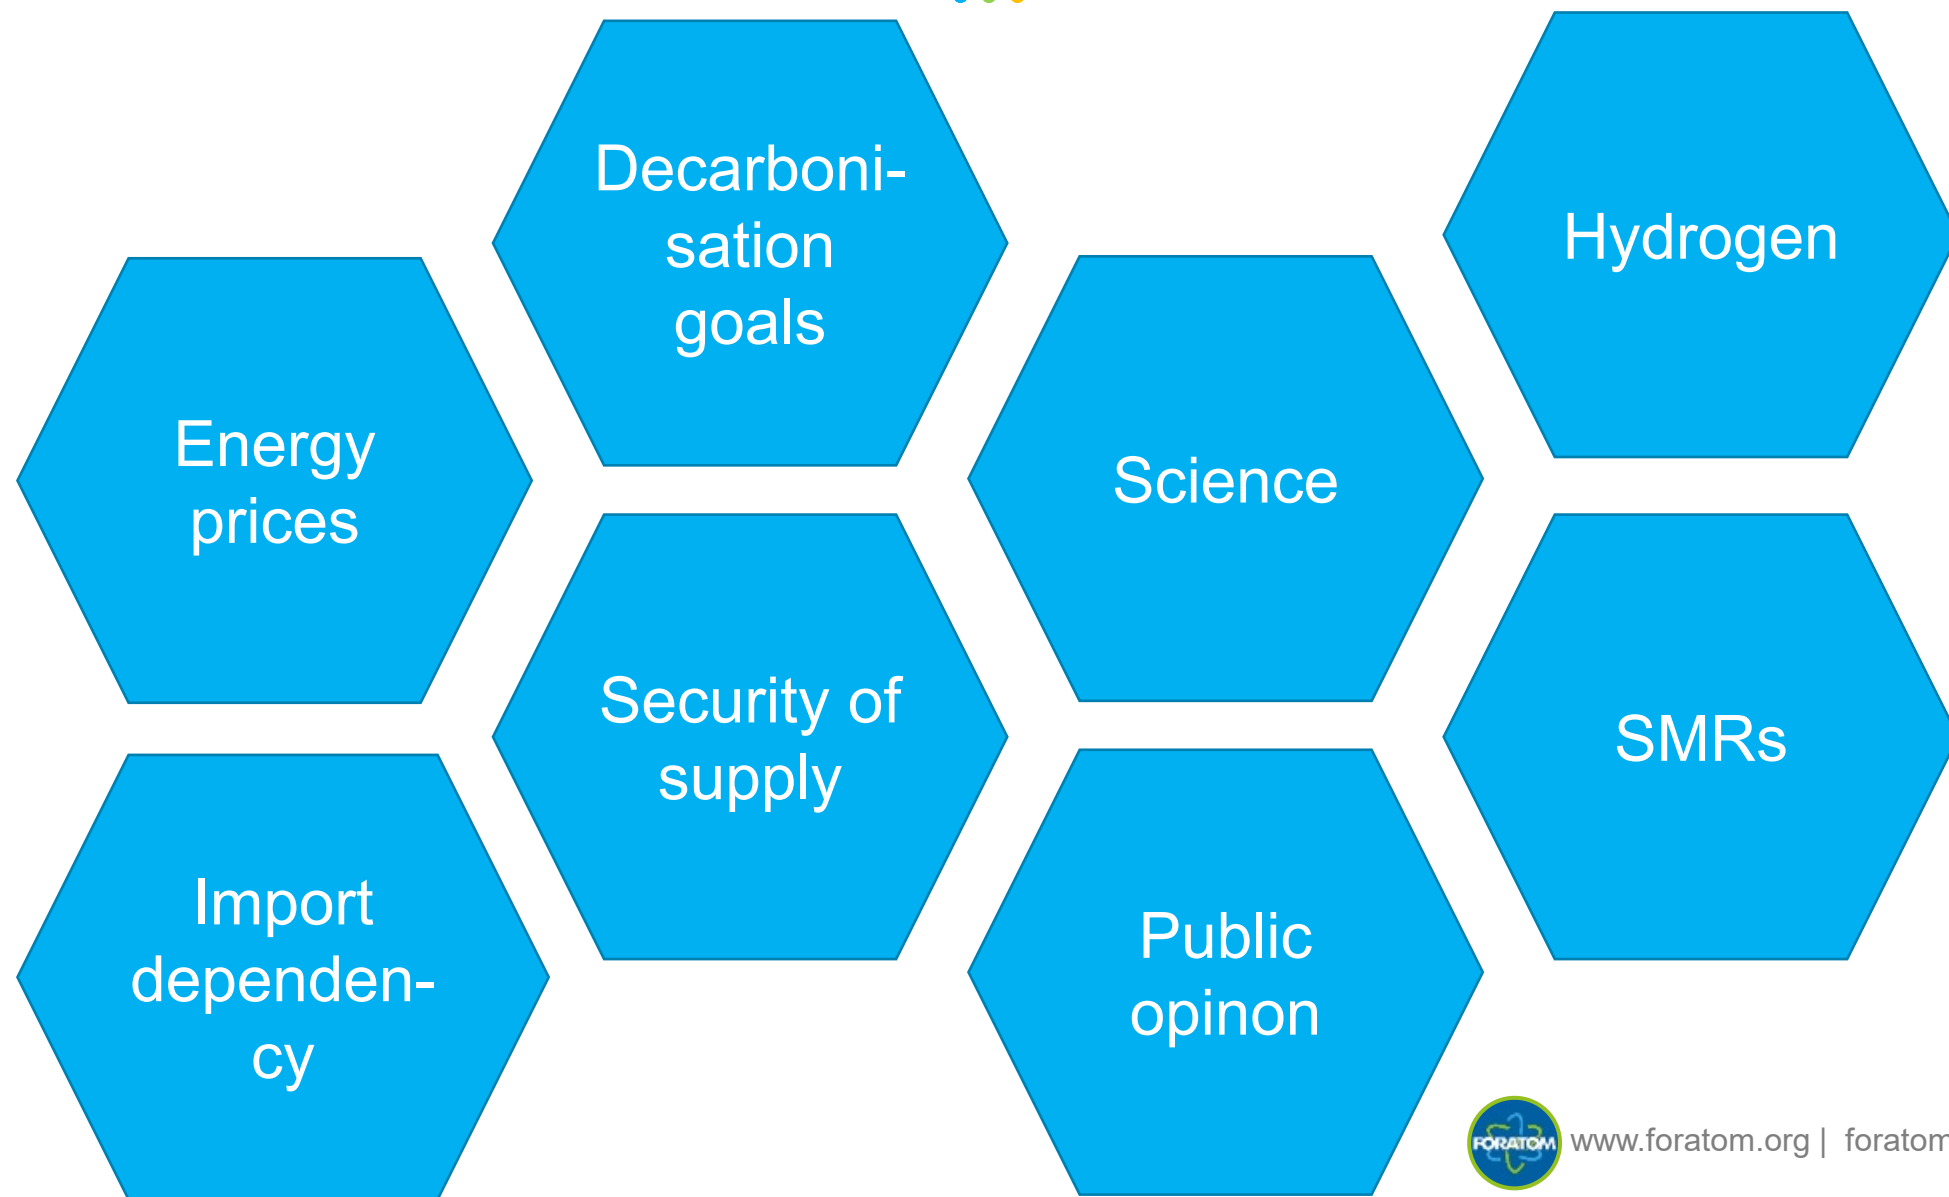 Decarboni-
sation
goals
Hydrogen
Energy
prices
Science
Security of
supply
SMRs
Import
dependen-
cy
Public
opinon
FORATOM
www.foratom.org | foratom